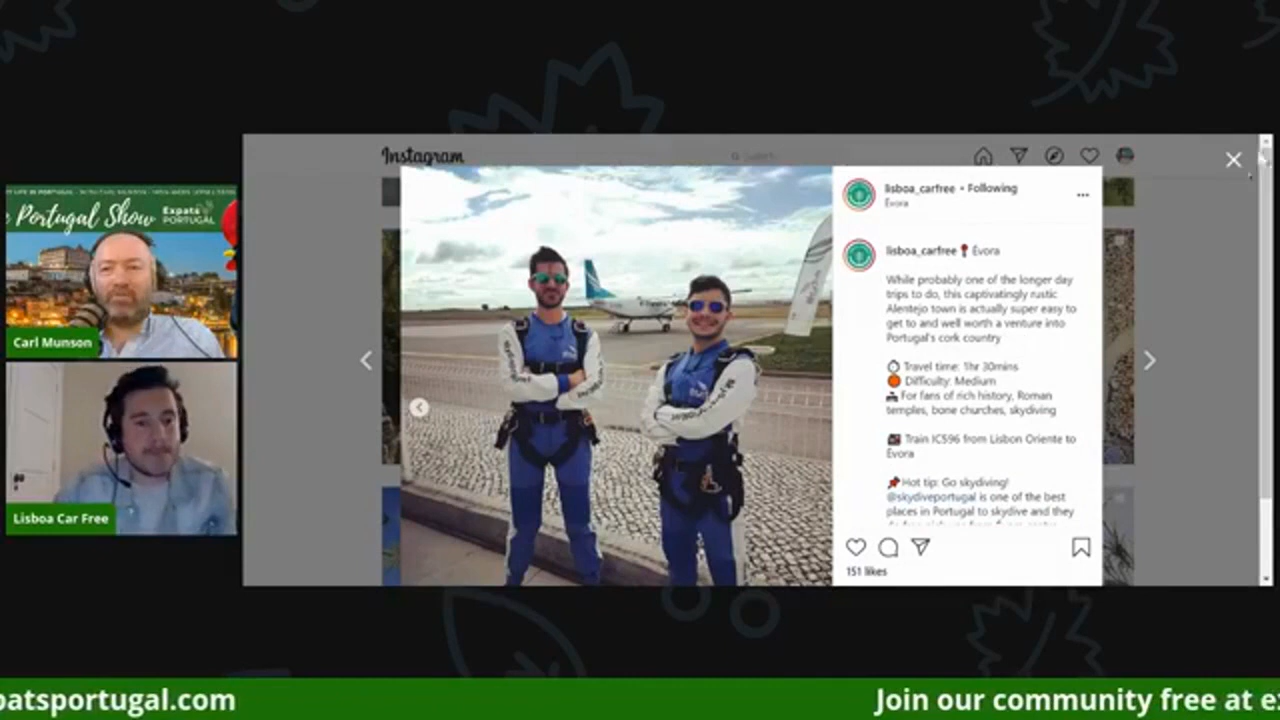 Portugal Show
Expats
PORTUGAL
Carl Munson
Lisboa Car Free
Instagram
Search
lisboa_carfree • Following
Évora
lisboa_carfree📍Évora
While probably one of the longer day
trips to do, this captivatingly rustic
Alentejo town is actually super easy to
get to and well worth a venture into
Portugal's cork country
Travel time: 1hr 30mins
Difficulty: Medium
For fans of rich history, Roman
temples, bone churches, skydiving
Train IC596 from Lisbon Oriente to
Évora
📌Hot tip: Go skydiving!
@skydiveportugal is one of the best
places in Portugal to skydive and they
151 likes
patsportugal.com
Join our community free at e